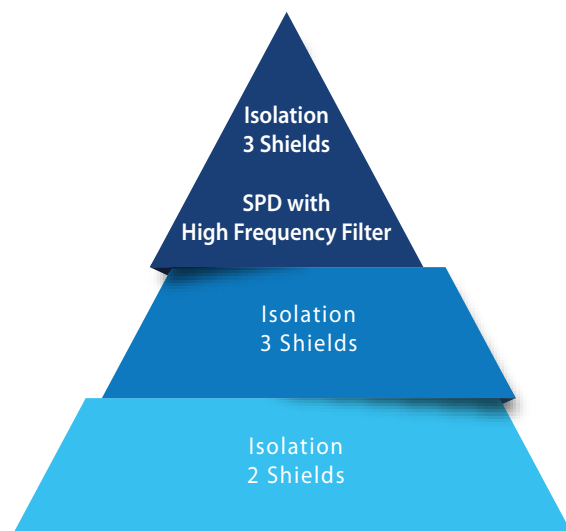 Isolation
3 Shields
SPD with
High Frequency Filter
Isolation
3 Shields
Isolation
2 Shields